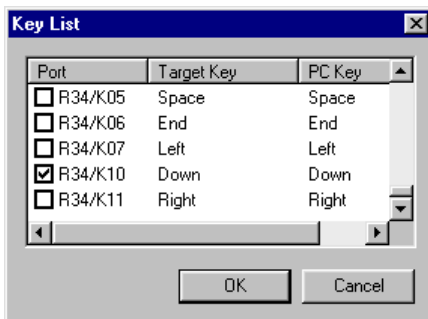 Key List
Port Target Key PC Key
R34/K05 Space Space
R34/K06 End End
R34/K07 Left Left
R34/K10 Down Down
R34/K11 Right Right
OK Cancel